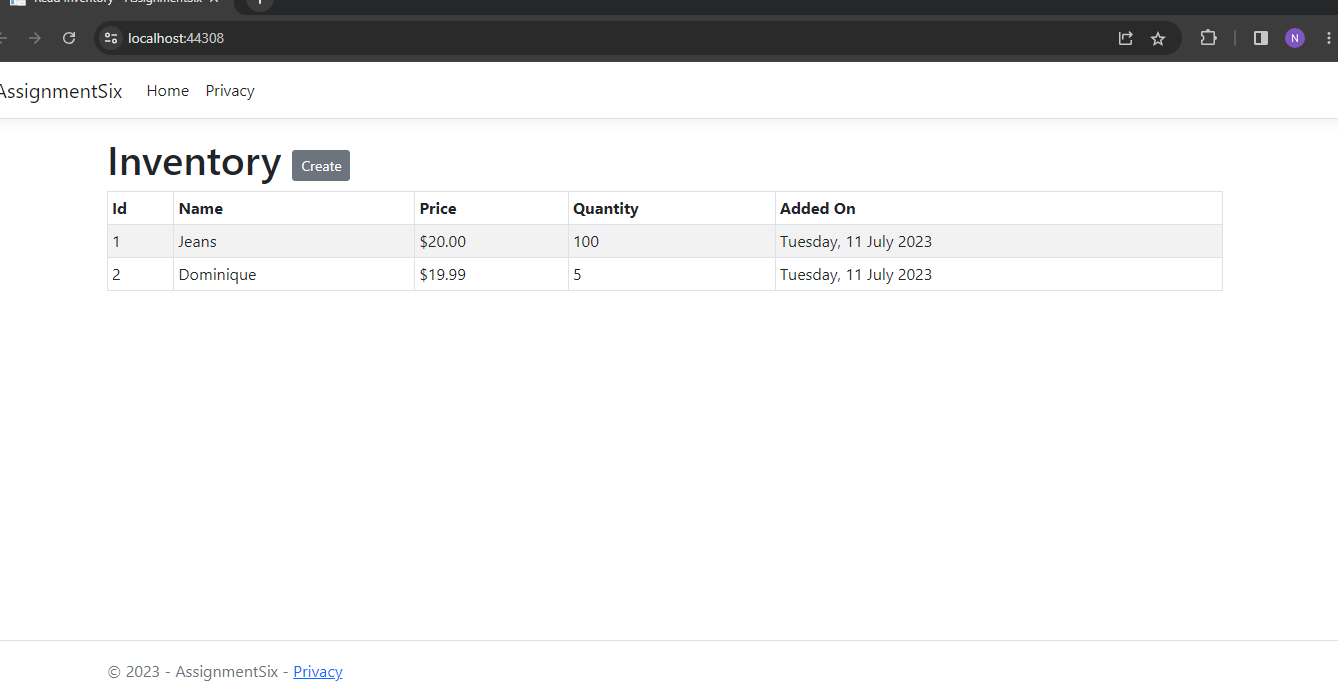 localhost:44308
N
AssignmentSix Home Privacy
Inventory Create
Id Name Price Quantity Added On
1 Jeans $20.00 100 Tuesday, 11 July 2023
2 Dominique $19.99 5 Tuesday, 11 July 2023
© 2023 - AssignmentSix - Privacy